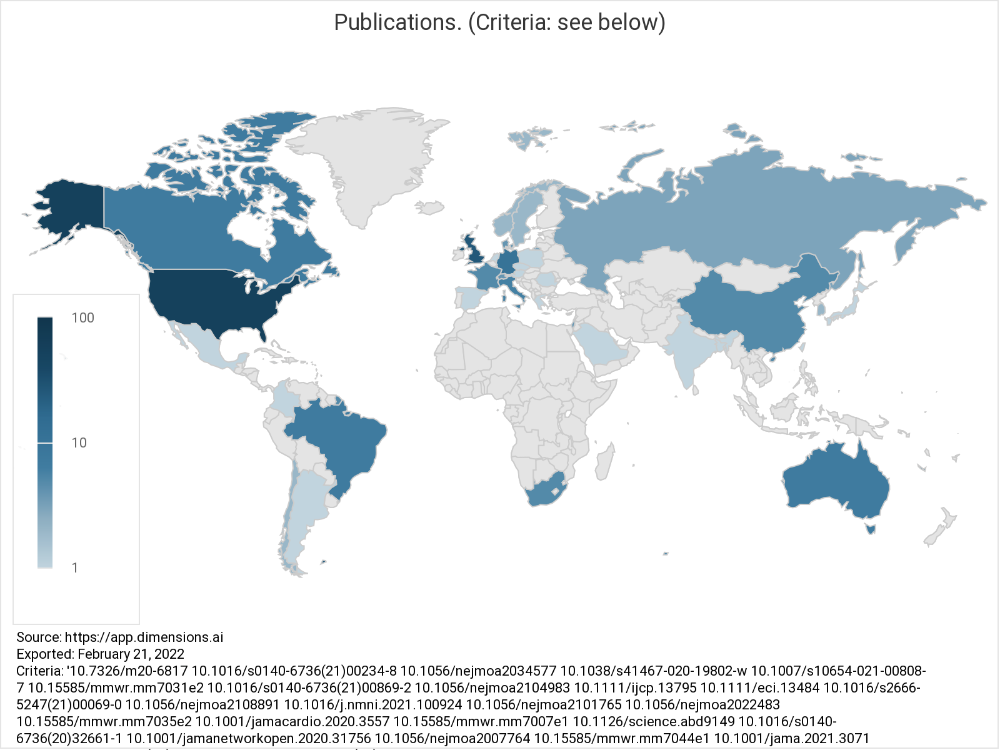 Publications. (Criteria: see below)
100
10
1
Source: https://app.dimensions.ai
Exported: February 21, 2022
Criteria: '10.7326/m20-6817 10.1016/s0140-6736(21)00234-8 10.1056/nejmoa2034577 10.1038/s41467-020-19802-w 10.1007/s10654-021-00808-
7 10.15585/mmwr.mm7031e2 10.1016/s0140-6736(21)00869-2 10.1056/nejmoa2104983 10.1111/ijcp.13795 10.1111/eci.13484 10.1016/s2666-
5247(21)00069-0 10.1056/nejmoa2108891 10.1016/j.nmni.2021.100924 10.1056/nejmoa2101765 10.1056/nejmoa2022483
10.15585/mmwr.mm7035e2 10.1001/jamacardio.2020.3557 10.15585/mmwr.mm7007e1 10.1126/science.abd9149 10.1016/s0140-
6736(20)32661-1 10.1001/jamanetworkopen.2020.31756 10.1056/nejmoa2007764 10.15585/mmwr.mm7044e1 10.1001/jama.2021.3071